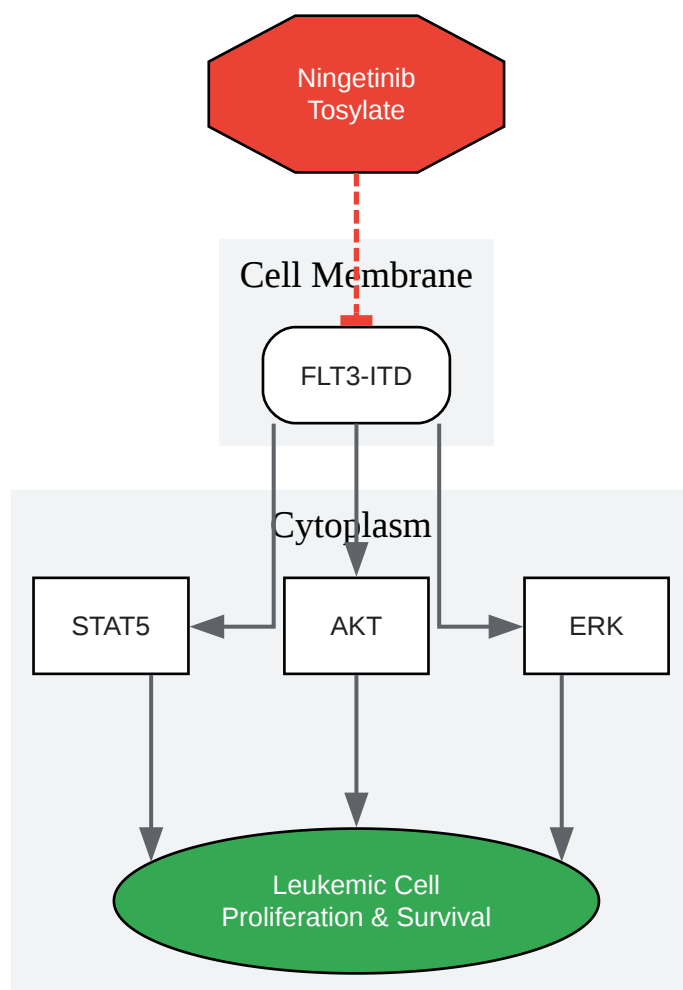 Ningetinib
Tosylate
Cell Membrane
FLT3-ITD
Cytoplasm
STAT5
AKT
ERK
Leukemic Cell
Proliferation & Survival